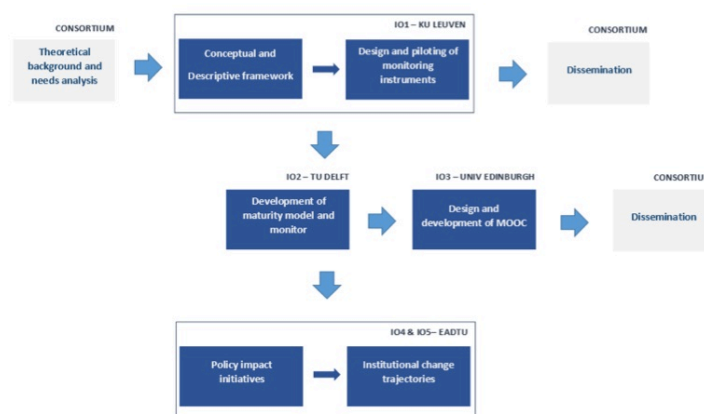 CONSORTIUM
Theoretical
background and
needs analysis
IO1 – KU LEUVEN
Conceptual and
Descriptive framework
Design and piloting of
monitoring
instruments
CONSORTIUM
Dissemination
IO2 – TU DELFT
Development of
maturity model and
monitor
IO3 – UNIV EDINBURGH
Design and
development of MOOC
CONSORTIU
Dissemination
IO4 & IO5– EADTU
Policy impact
initiatives
Institutional change
trajectories